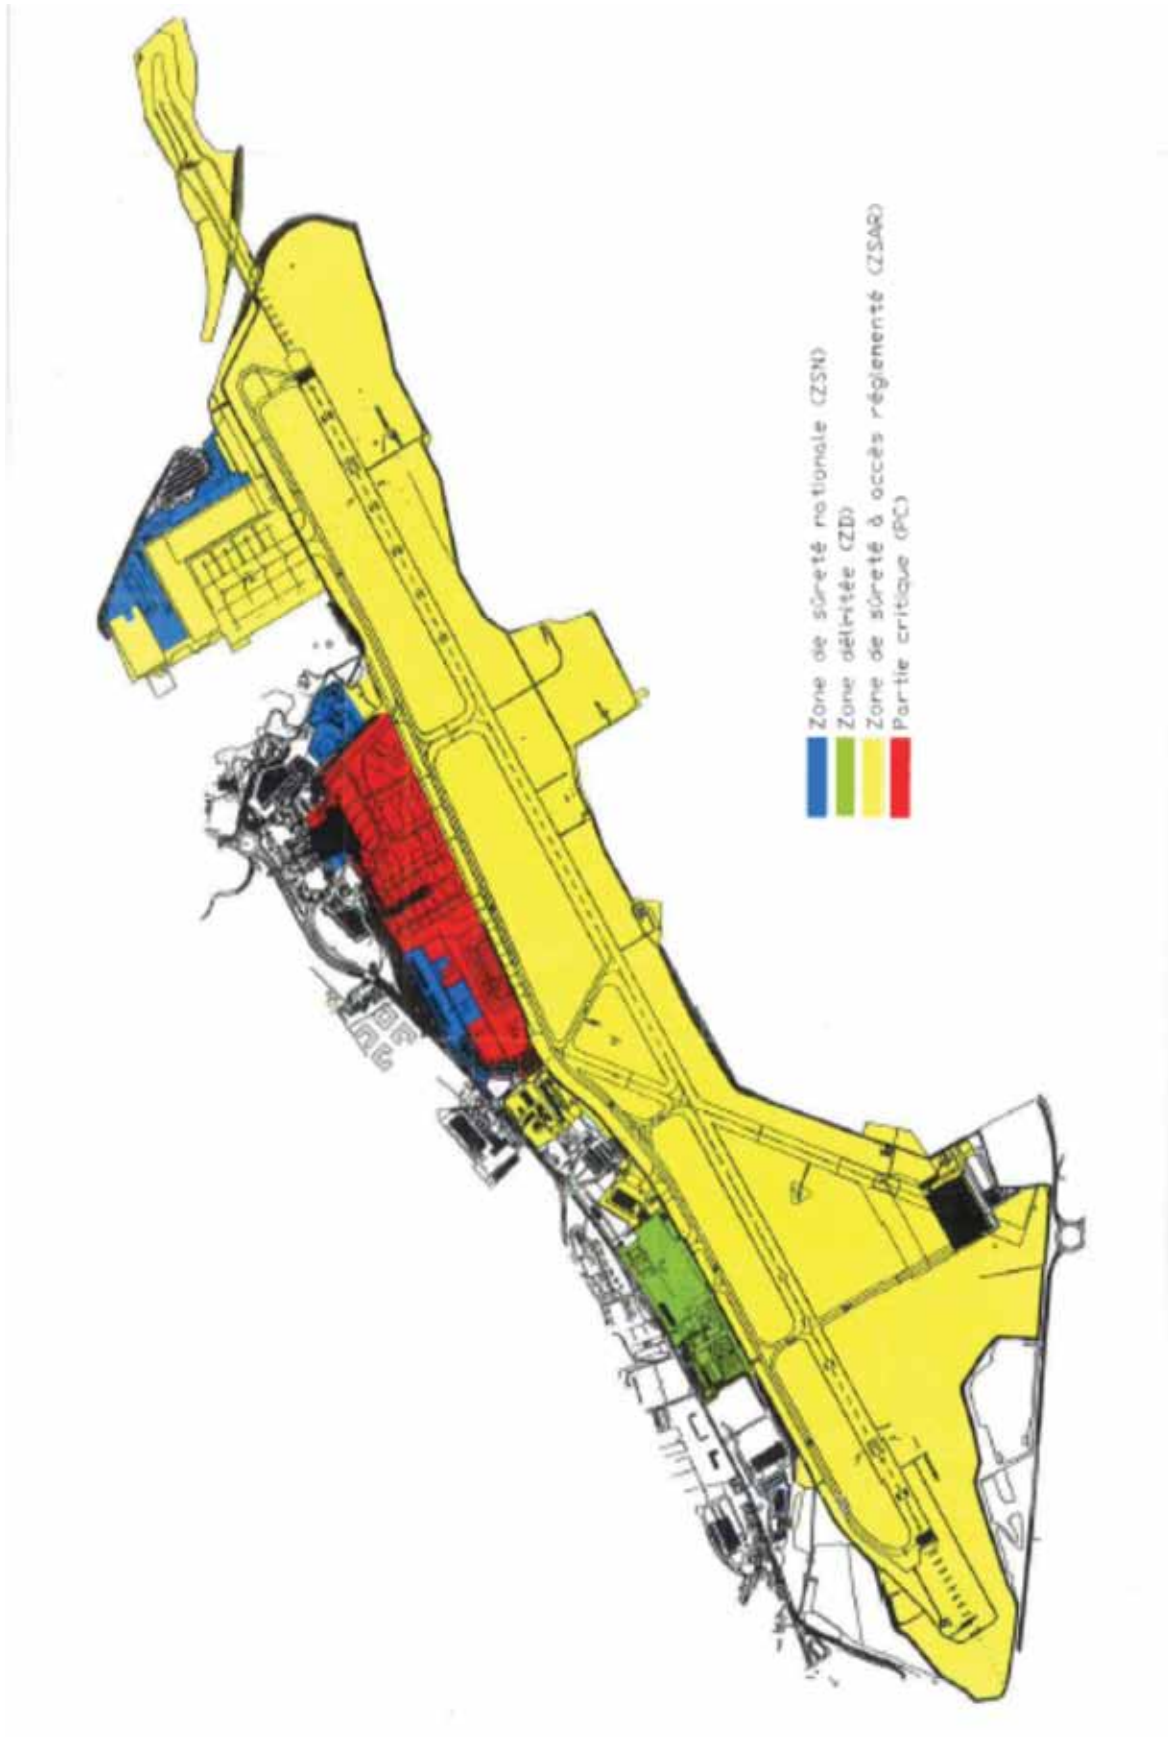 Zone de sûreté nationale (ZSN)
Zone délimitée (ZD)
Zone de sûreté à accès réglementé (ZSAR)
Partie critique (PC)